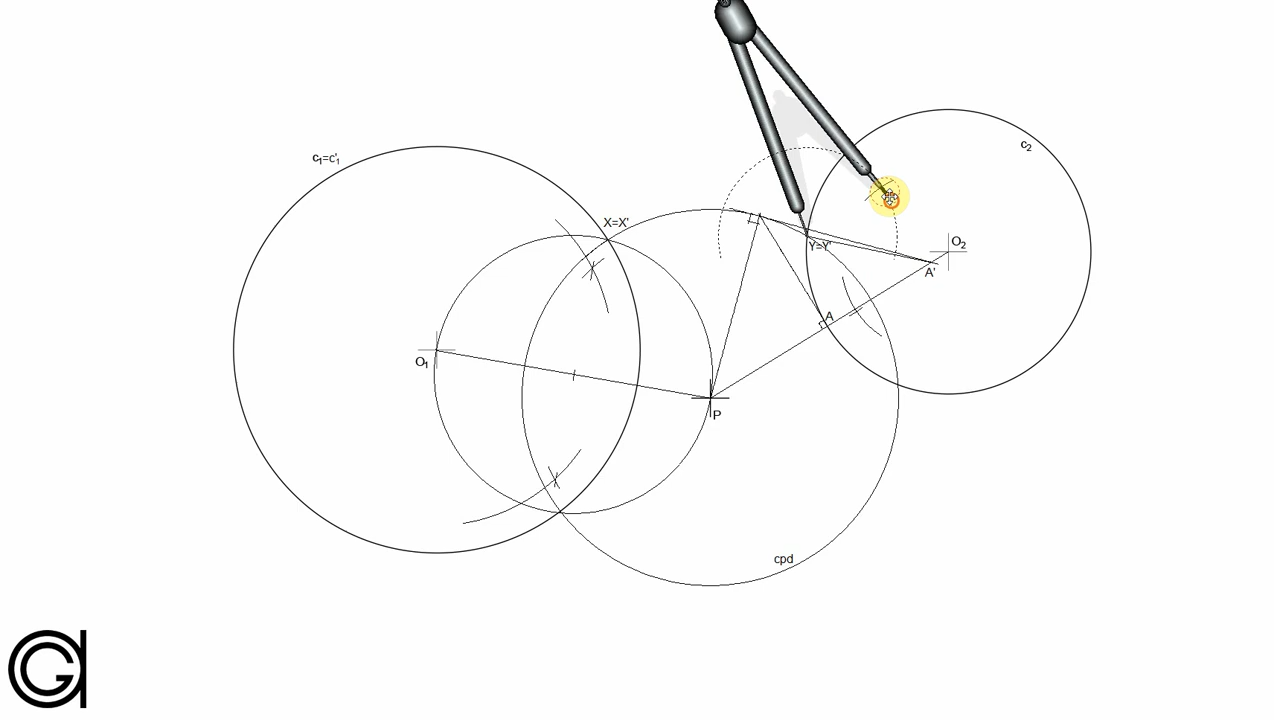 c₁=c'₁
c₂
X=X'
O₂
Y=Y'
A'
A
O₁
P
cpd